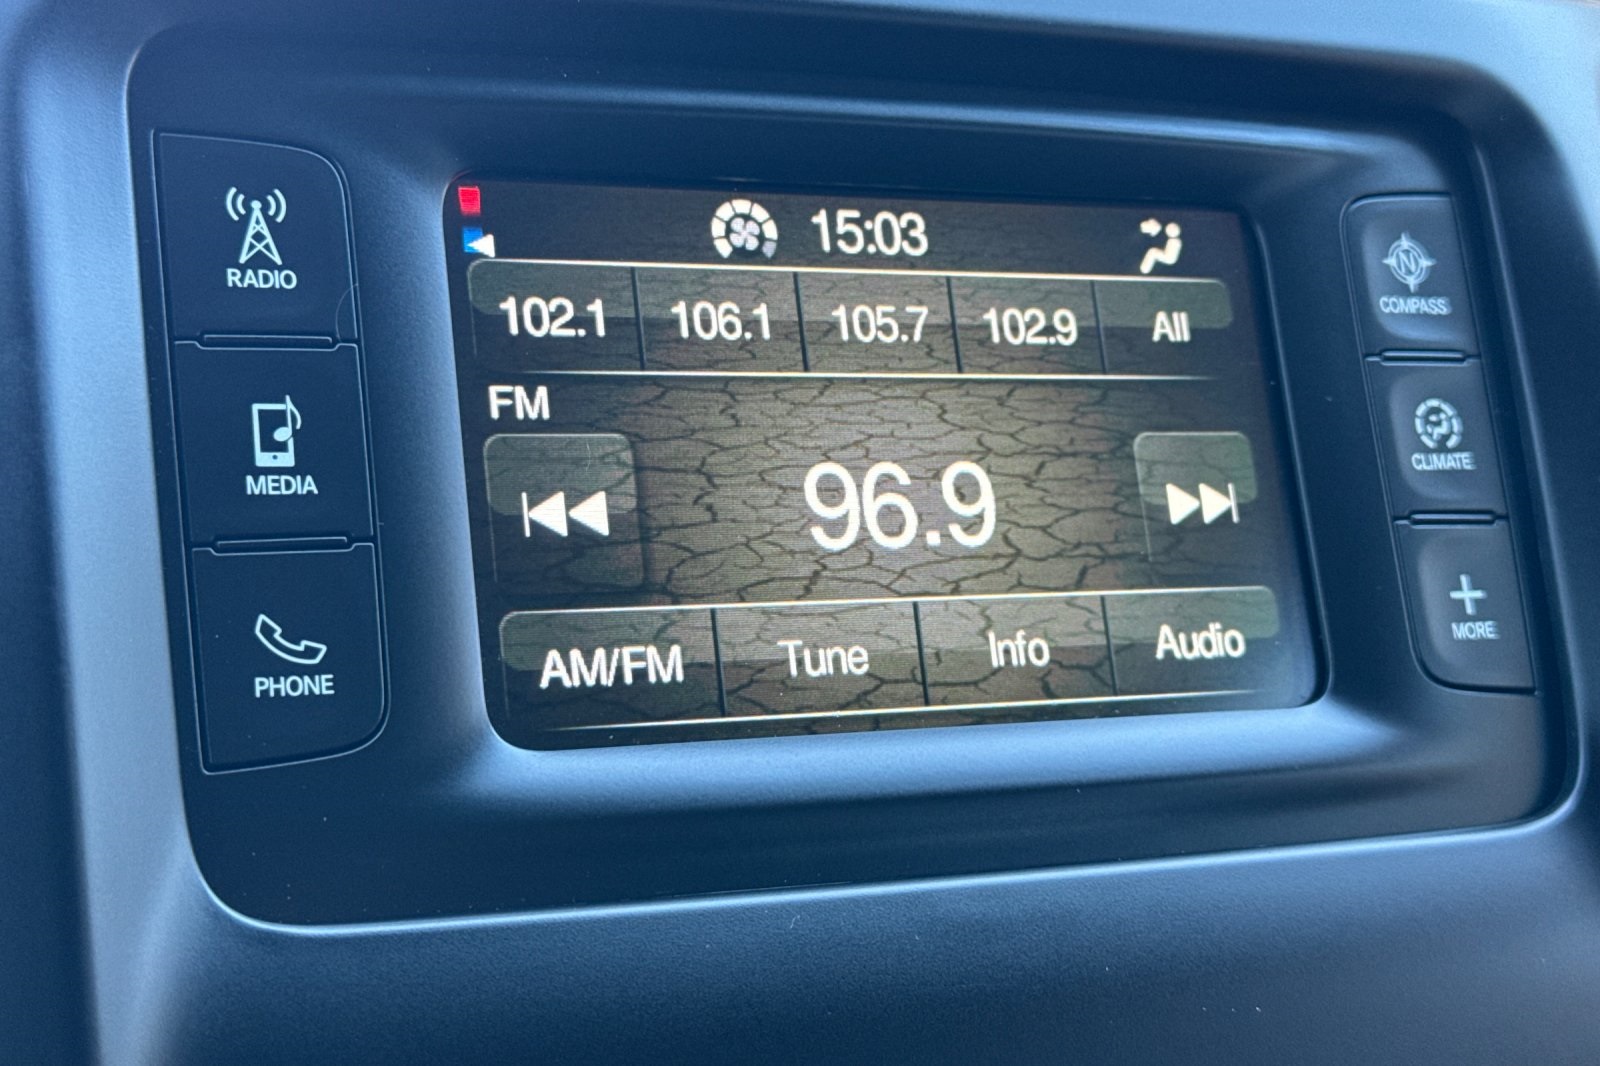 RADIO
MEDIA
PHONE
15:03
102.1 106.1 105.7 102.9 All
FM
96.9
AM/FM Tune Info Audio
N
COMPASS
CLIMATE
MORE